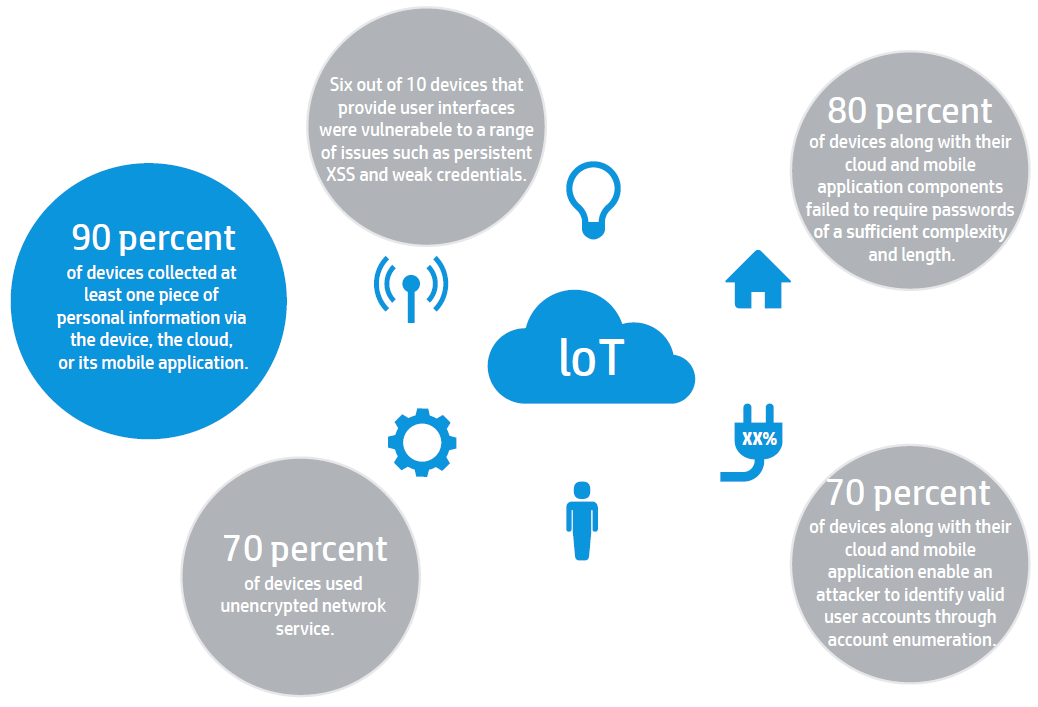 Six out of 10 devices that
provide user interfaces
were vulnerabele to a range
of issues such as persistent
XSS and weak credentials.
80 percent
of devices along with their
cloud and mobile
application components
failed to require passwords
of a sufficient complexity
and length.
90 percent
of devices collected at
least one piece of
personal information via
the device, the cloud,
or its mobile application.
IoT
XX%
70 percent
of devices used
unencrypted netwrok
service.
70 percent
of devices along with their
cloud and mobile
application enable an
attacker to identify valid
user accounts through
account enumeration.